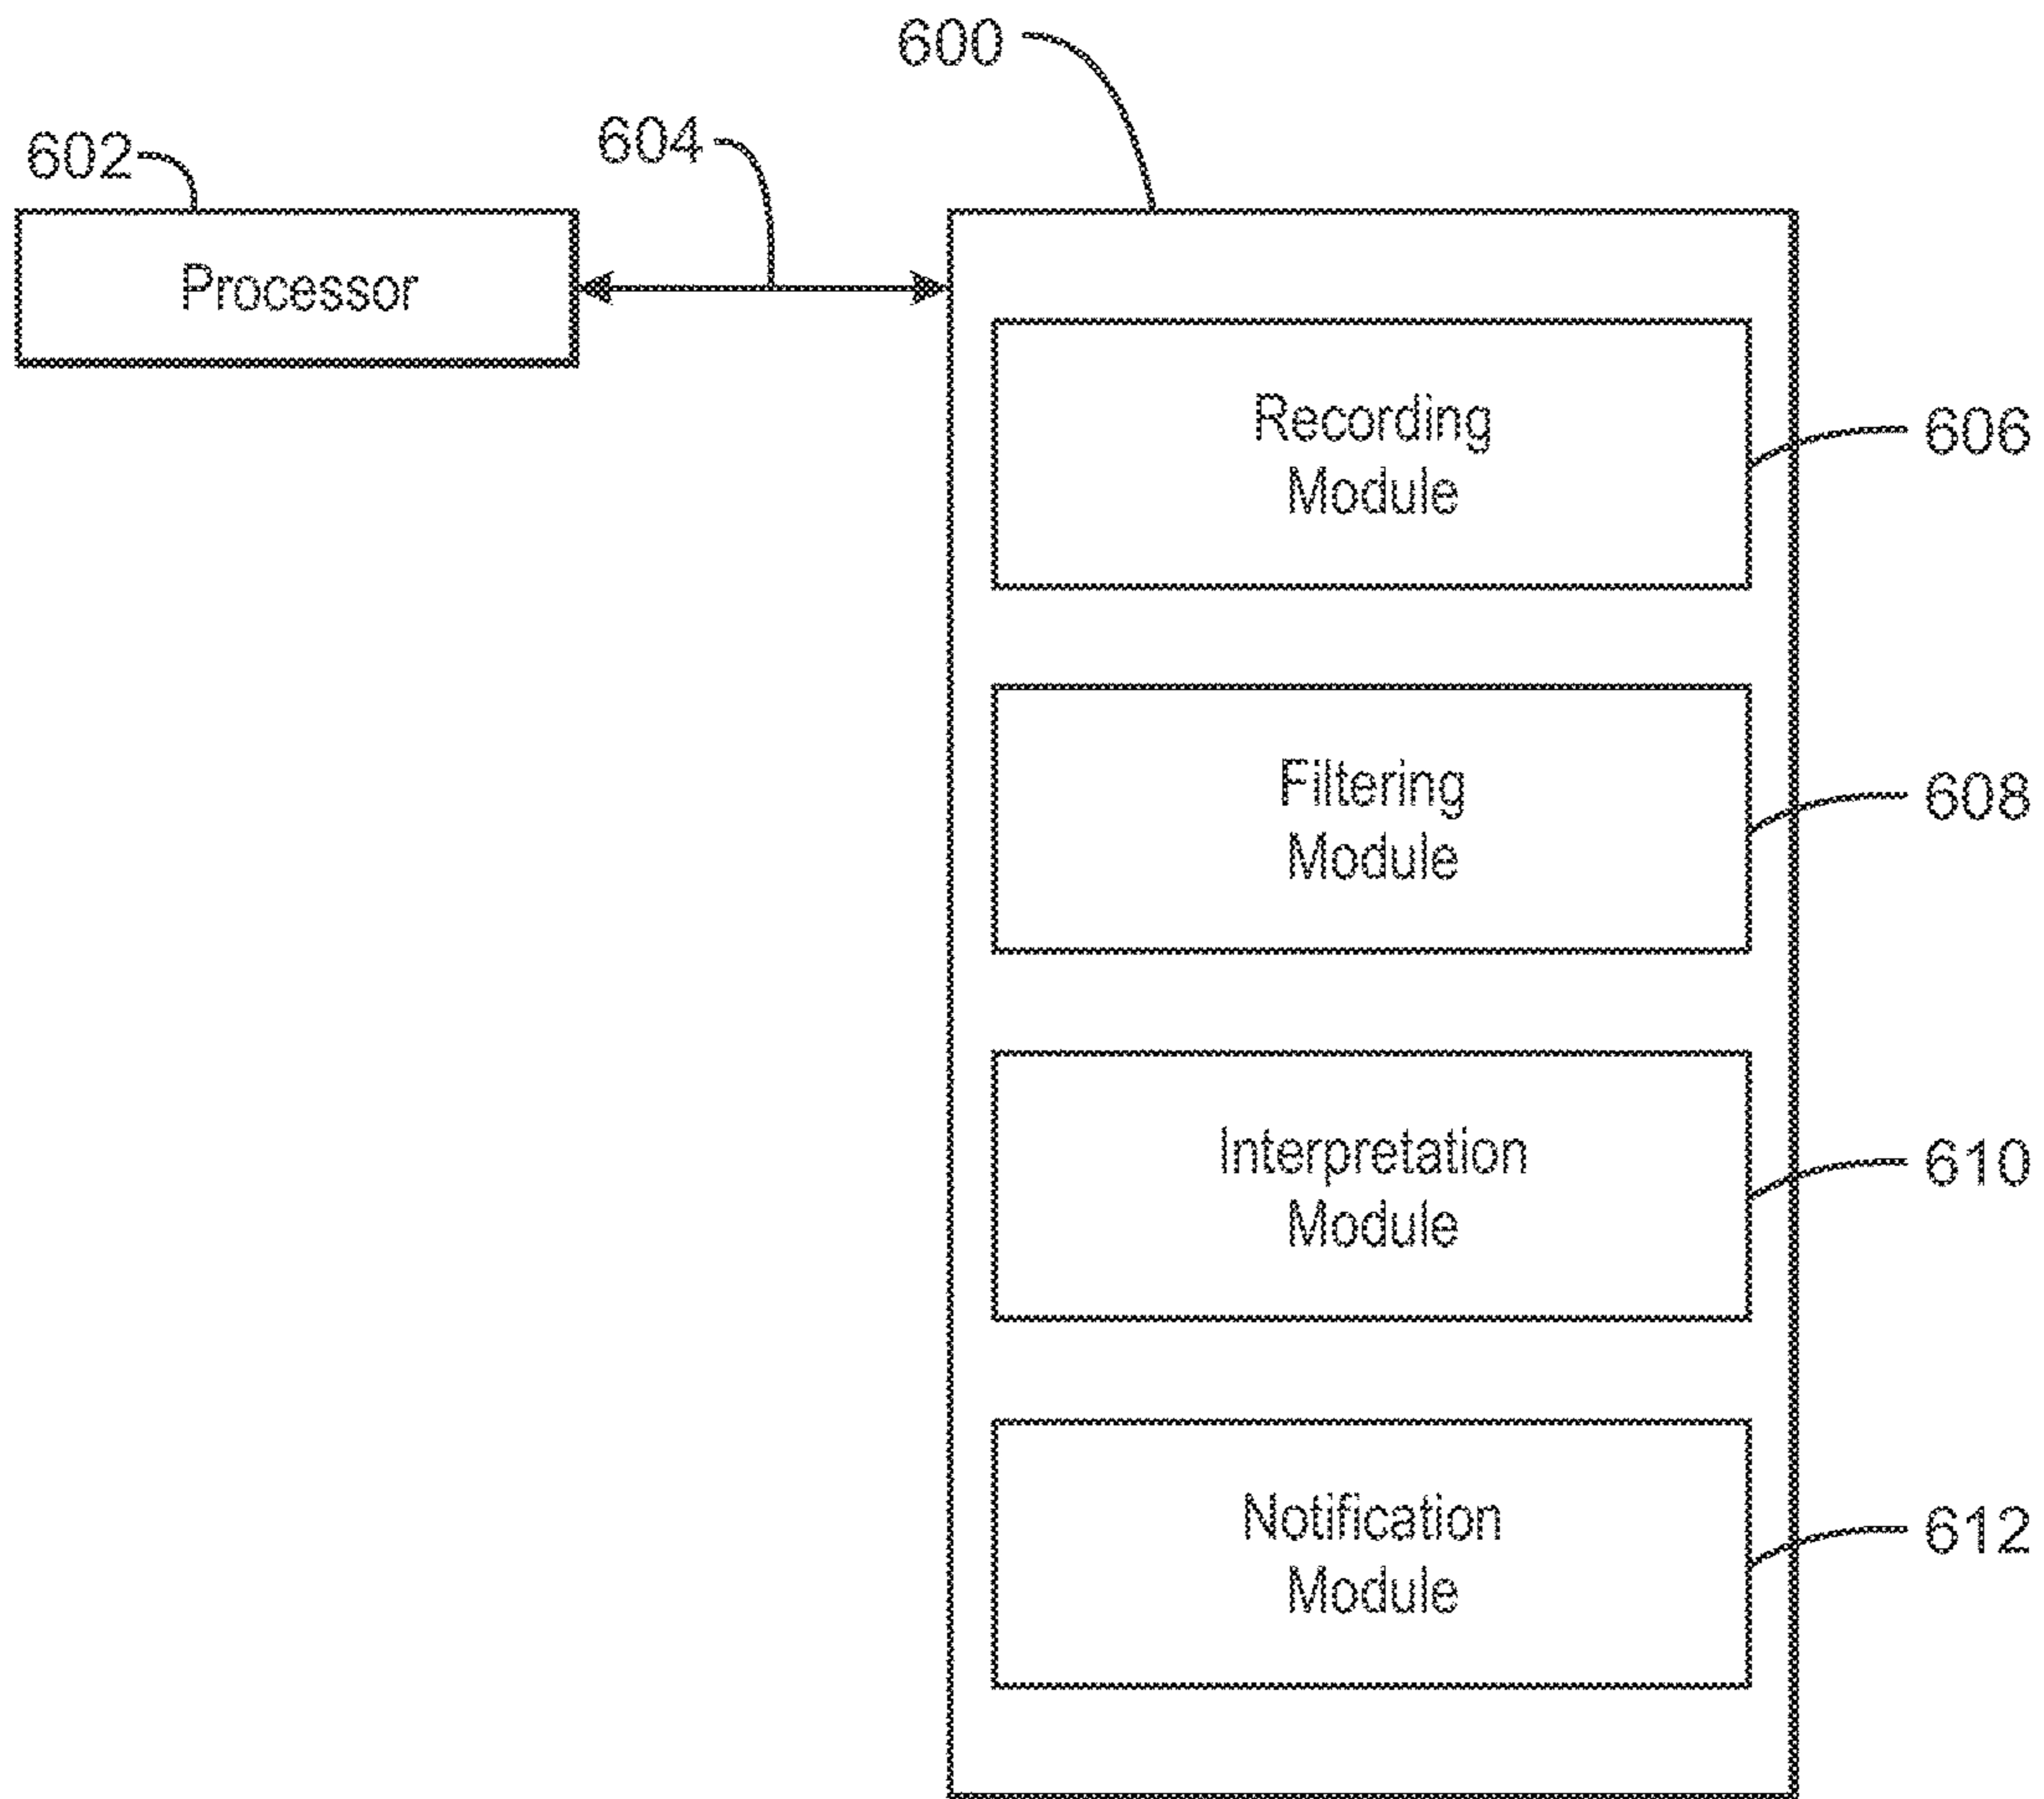 600
602
604
Processor
Recording
Module
606
Filtering
Module
608
Interpretation
Module
610
Notification
Module
612